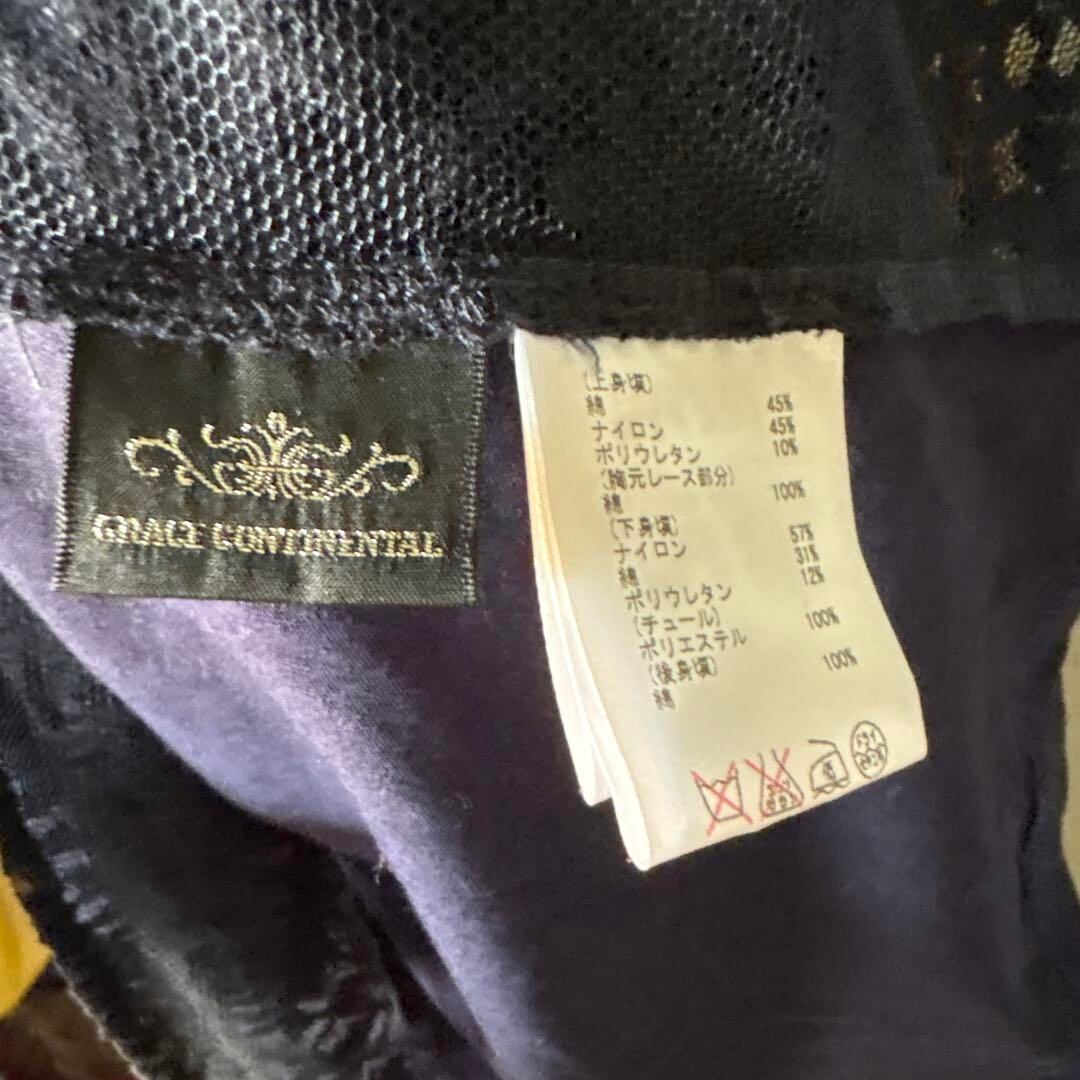 GRACE CONTINENTAL
(上身頃)
綿 45%
ナイロン 45%
ポリウレタン 10%
(胸元レース部分)
綿 100%
(下身頃)
ナイロン 57%
綿 31%
ポリウレタン 12%
(チュール)
ポリエステル 100%
(後身頃)
綿 100%
ドライ